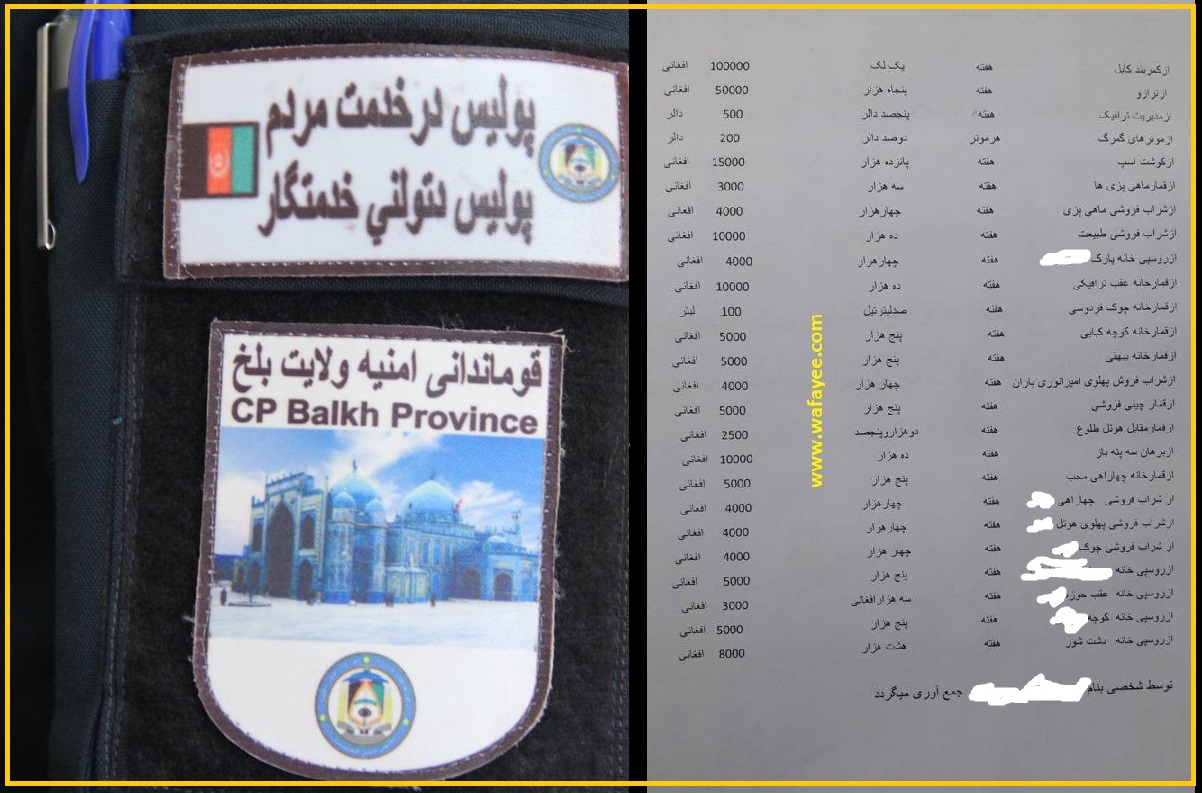 پولیس درخدمت مردم
پولیس دتولني خدمتگار
قوماندانی امنیه ولایت بلخ
CP Balkh Province
ازکمربند کابل هفته یک لک 100000 افغانی
ازترازو هفته پنجاه هزار 50000 افغانی
ازمدیریت ترافیک هفته پنجصد دالر 500 دالر
ازموترهای گمرگ هرموتر دوصد دالر 200 دالر
ازگوشت اسپ هفته پانزده هزار 15000 افغانی
ازقمارماهی پزی ها هفته سه هزار 3000 افغانی
ازشراب فروشی ماهی پزی هفته چهارهزار 4000 افغانی
ازشراب فروشی طبیعت هفته ده هزار 10000 افغانی
ازروسپی خانه پارک هفته چهارهزار 4000 افغانی
ازقمارخانه عقب ترافیکی هفته ده هزار 10000 افغانی
ازقمارخانه چوک فردوسی هفته صدلیترتیل 100 لیتر
ازقمارخانه کوچه کبابی هفته پنج هزار 5000 افغانی
ازقمارخانه بیهقی هفته پنج هزار 5000 افغانی
ازشراب فروش پهلوی امپراتوری باران هفته چهار هزار 4000 افغانی
ازقمار چینی فروشی هفته پنج هزار 5000 افغانی
ازقمارمقابل هوتل طلوع هفته دوهزاروپنجصد 2500 افغانی
ازبرهان سه پته باز هفته ده هزار 10000 افغانی
ازقمارخانه چهاراهی محب هفته پنج هزار 5000 افغانی
از شراب فروشی چهاراهی هفته چهارهزار 4000 افغانی
ازشراب فروشی پهلوی هوتل هفته چهارهزار 4000 افغانی
از شراب فروشی چوک هفته چهار هزار 4000 افغانی
ازروسپی خانه هفته پنج هزار 5000 افغانی
ازروسپی خانه عقب حوزه هفته سه هزارافغانی 3000 افغانی
ازروسپی خانه کوچه هفته پنج هزار 5000 افغانی
ازروسپی خانه دشت شور هفته هشت هزار 8000 افغانی
توسط شخصی بنام جمع آوری میگردد
www.wafayee.com